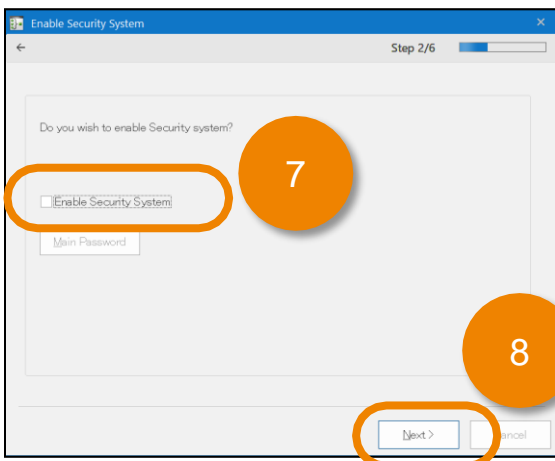 Enable Security System
Step 2/6
Do you wish to enable Security system?
7
Enable Security System
Main Password
8
Next >
ancel